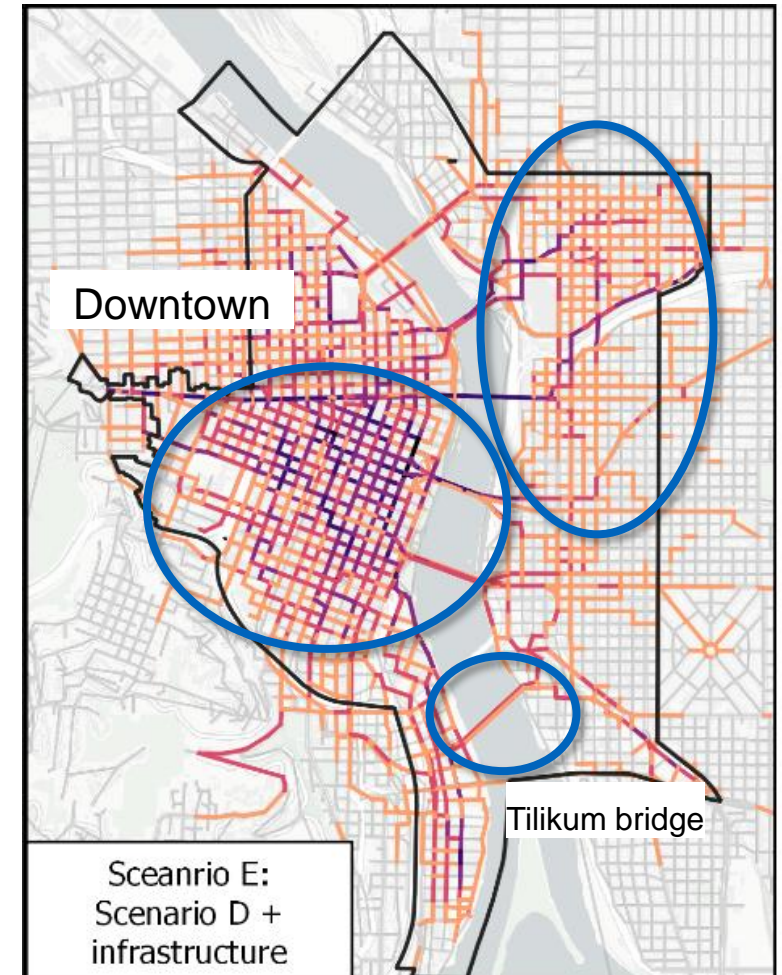 Downtown
Tilikum bridge
Sceanrio E:
Scenario D +
infrastructure